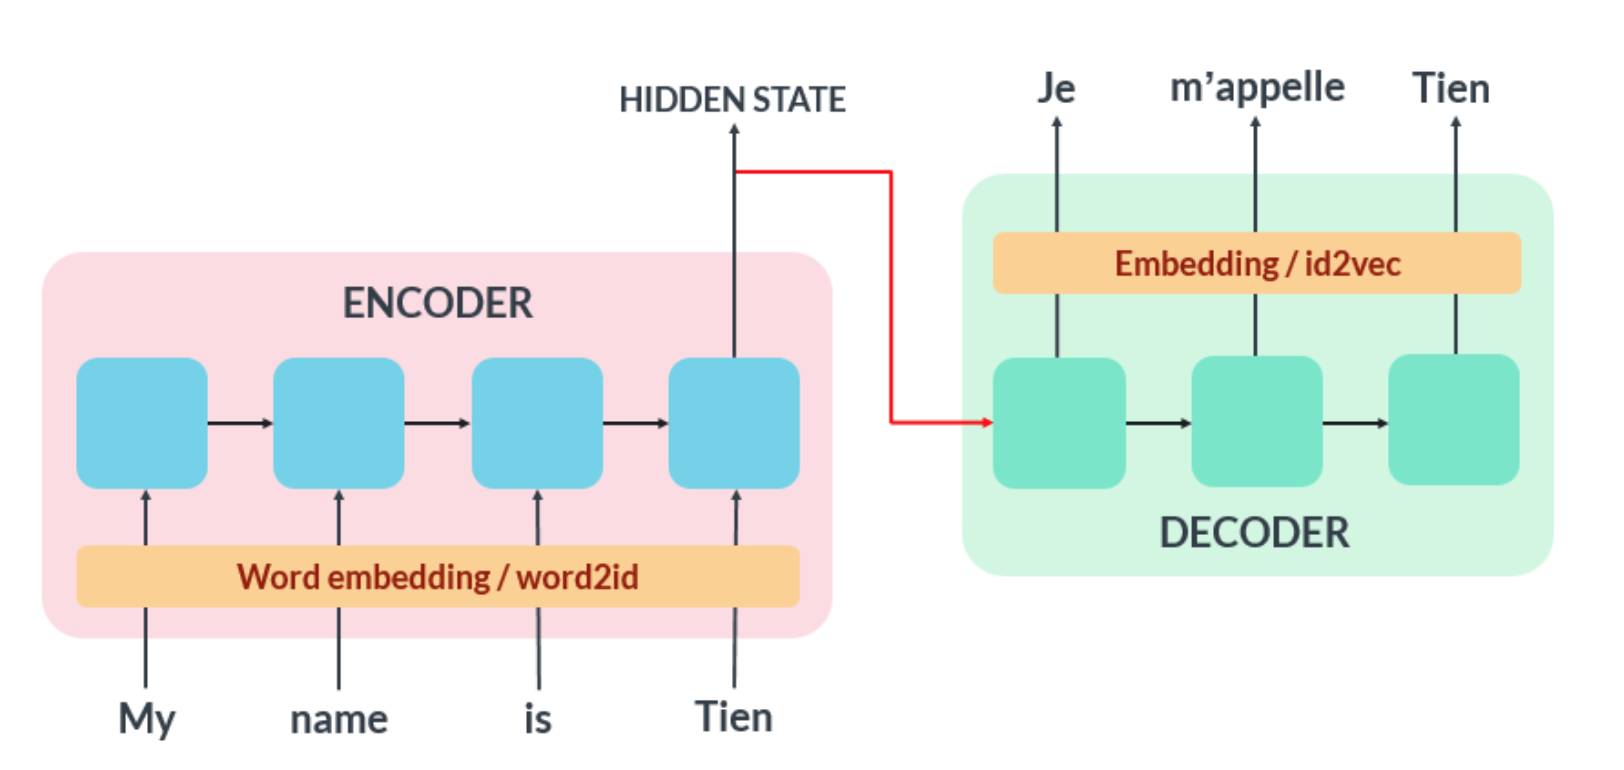 HIDDEN STATE
Je m’appelle Tien
Embedding / id2vec
ENCODER
DECODER
Word embedding / word2id
My name is Tien